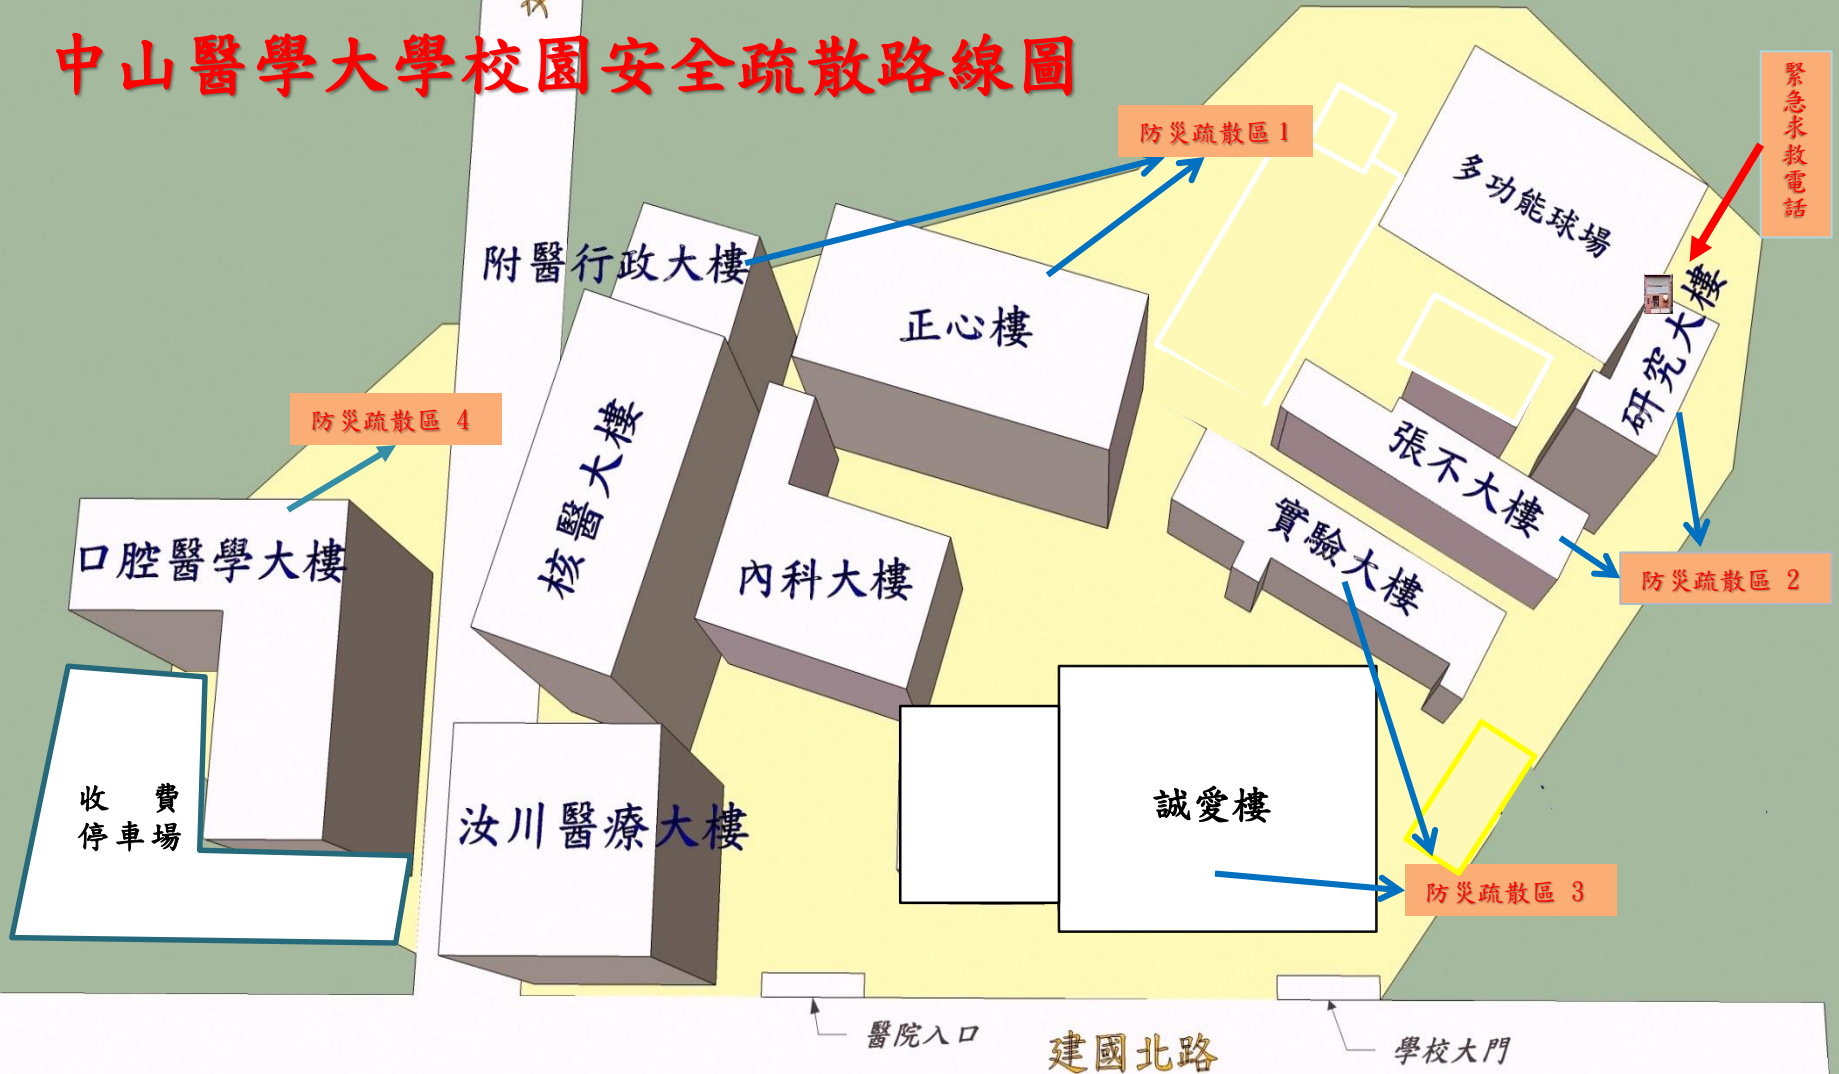 中山醫學大學校園安全疏散路線圖
緊急求救電話
防災疏散區1
多功能球場
附醫行政大樓
正心樓
研究大樓
防災疏散區 4
核醫大樓
張不大樓
口腔醫學大樓
內科大樓
實驗大樓
防災疏散區 2
收 費
停車場
汝川醫療大樓
誠愛樓
防災疏散區 3
醫院入口
建國北路
學校大門